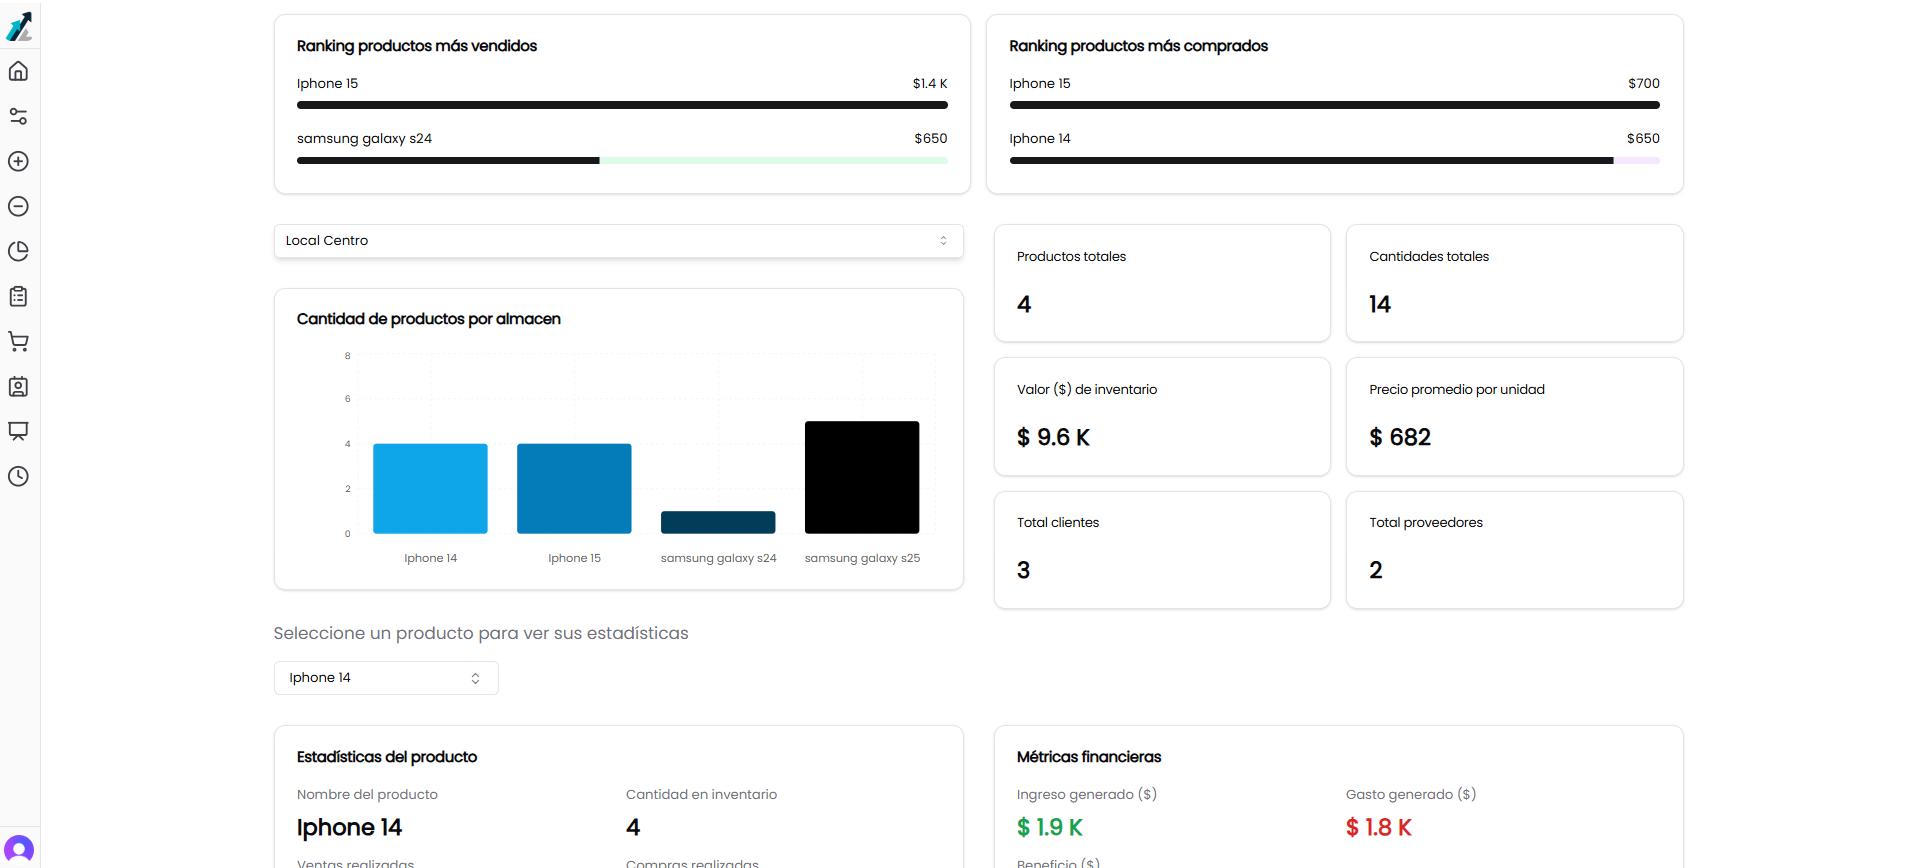 Ranking productos más vendidos
Iphone 15 $1.4 K
samsung galaxy s24 $650
Ranking productos más comprados
Iphone 15 $700
Iphone 14 $650
Local Centro
Cantidad de productos por almacen
8
6
4
2
0
Iphone 14 Iphone 15 samsung galaxy s24 samsung galaxy s25
Productos totales
4
Cantidades totales
14
Valor ($) de inventario
$ 9.6 K
Precio promedio por unidad
$ 682
Total clientes
3
Total proveedores
2
Seleccione un producto para ver sus estadísticas
Iphone 14
Estadísticas del producto
Nombre del producto
Iphone 14
Cantidad en inventario
4
Ventas realizadas
Compras realizadas
Métricas financieras
Ingreso generado ($)
$ 1.9 K
Gasto generado ($)
$ 1.8 K
Beneficio ($)